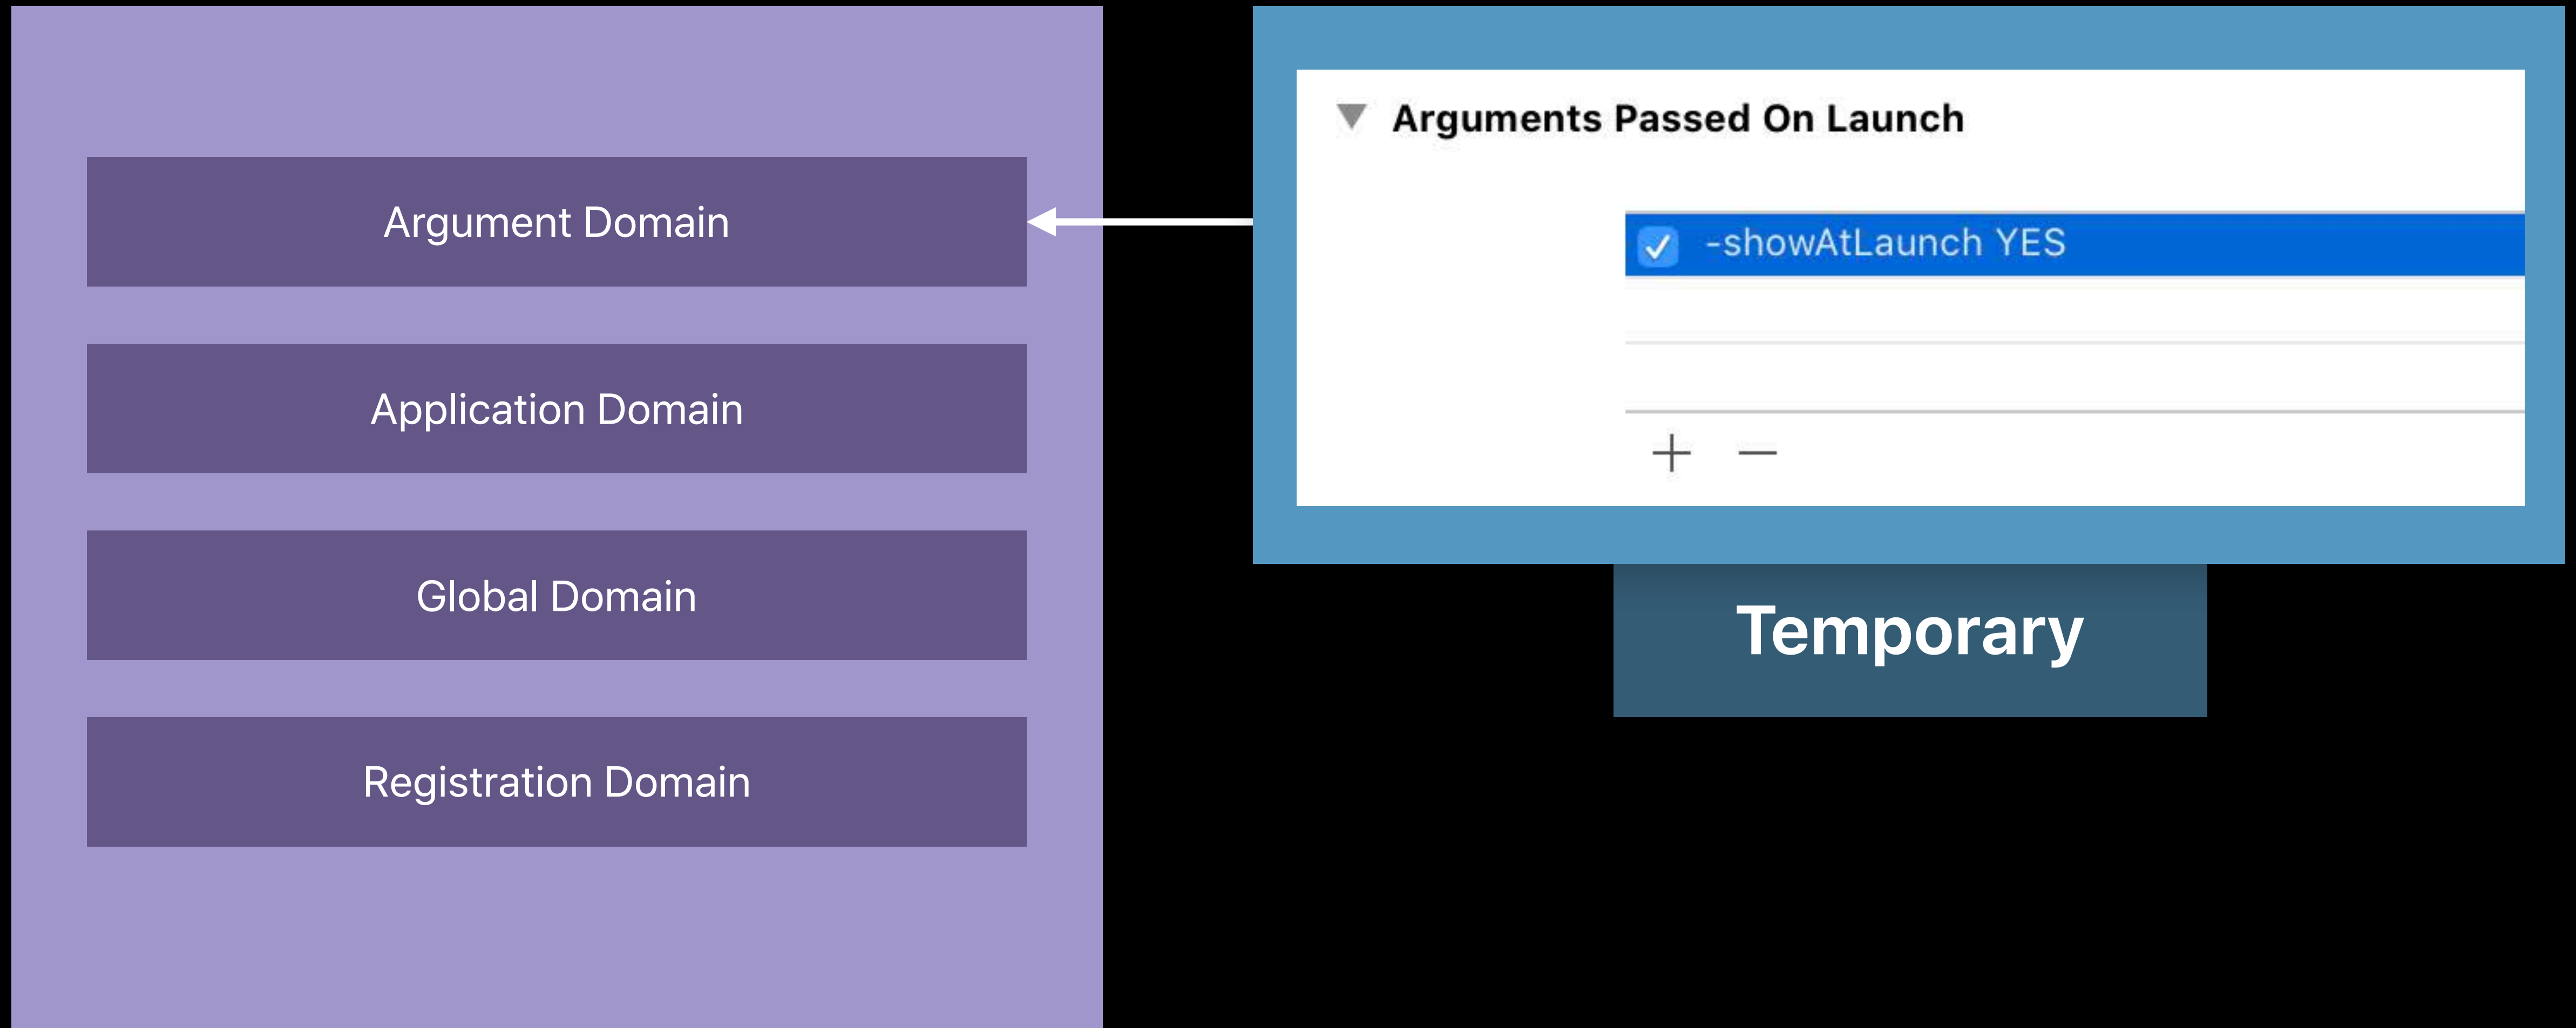 Argument Domain
Application Domain
Global Domain
Registration Domain
Arguments Passed On Launch
-showAtLaunch YES
Temporary